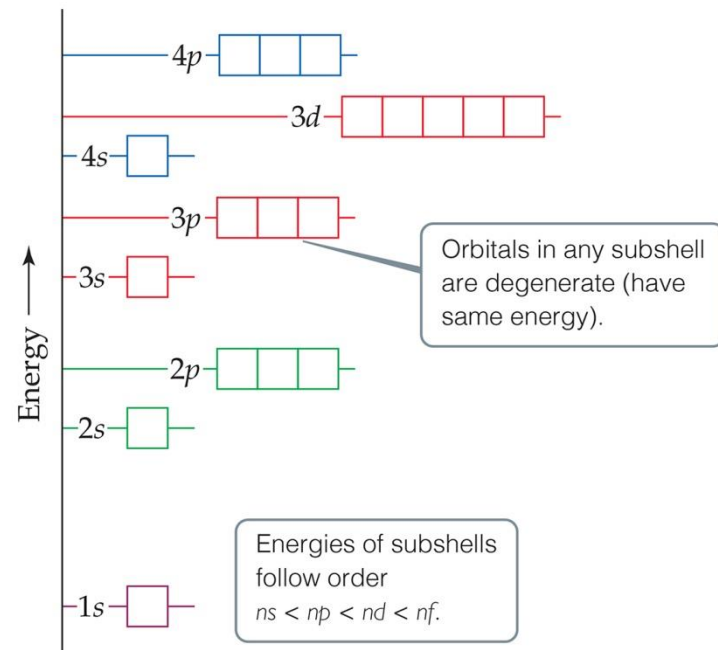 4p
3d
4s
3p
Orbitals in any subshell
are degenerate (have
same energy).
3s
Energy
2p
2s
Energies of subshells
follow order
ns < np < nd < nf.
1s